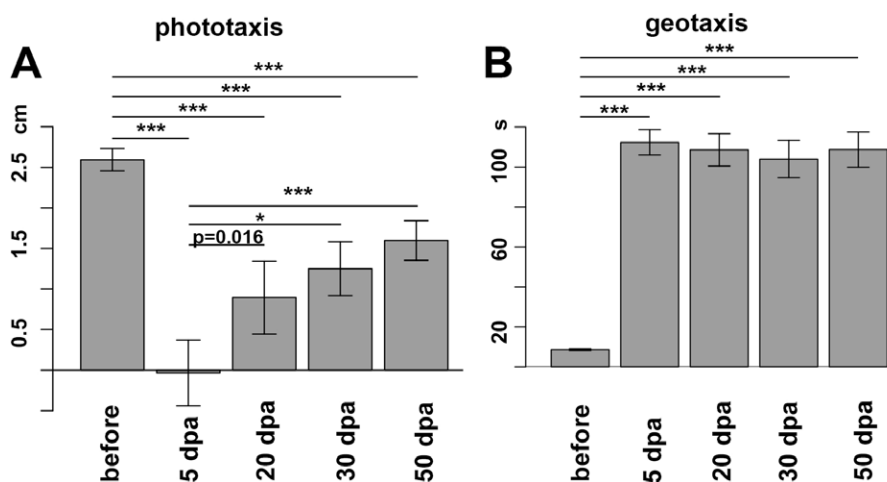 phototaxis
A
***
***
***
***
***
*
p=0.016
cm
2.5
1.5
0.5
before
5 dpa
20 dpa
30 dpa
50 dpa
geotaxis
B
***
***
***
***
s
100
60
20
before
5 dpa
20 dpa
30 dpa
50 dpa